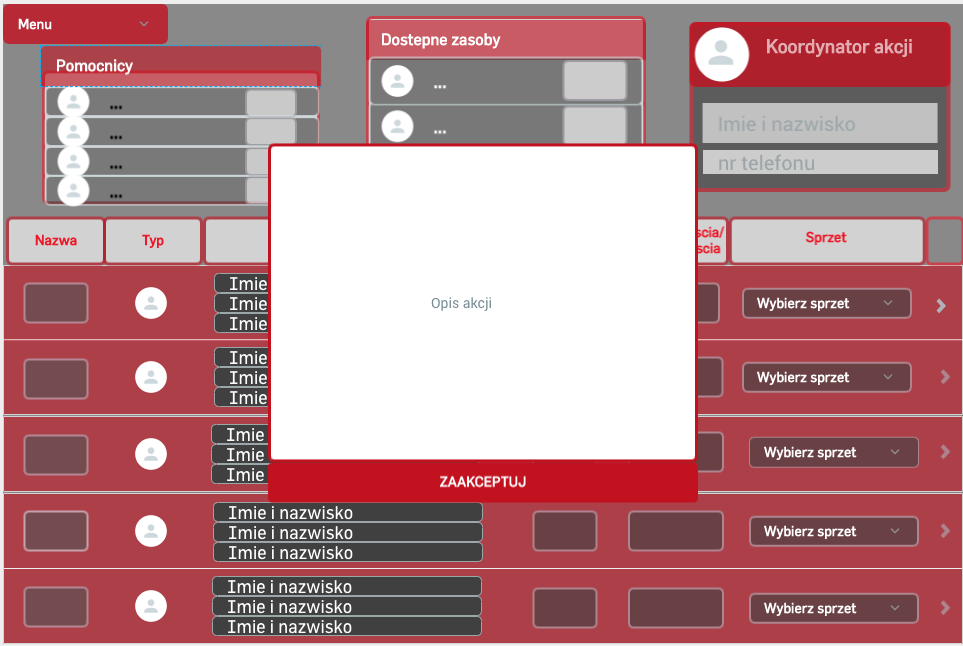 Menu
Pomocnicy
...
...
...
...
Dostepne zasoby
...
...
Koordynator akcji
Imie i nazwisko
nr telefonu
Nazwa
Typ
scia/
scia
Sprzet
Imie
Imie
Imie
Wybierz sprzet
Opis akcji
Imie
Imie
Imie
Wybierz sprzet
Imie
Imie
Imie
Wybierz sprzet
ZAAKCEPTUJ
Imie i nazwisko
Imie i nazwisko
Imie i nazwisko
Wybierz sprzet
Imie i nazwisko
Imie i nazwisko
Imie i nazwisko
Wybierz sprzet